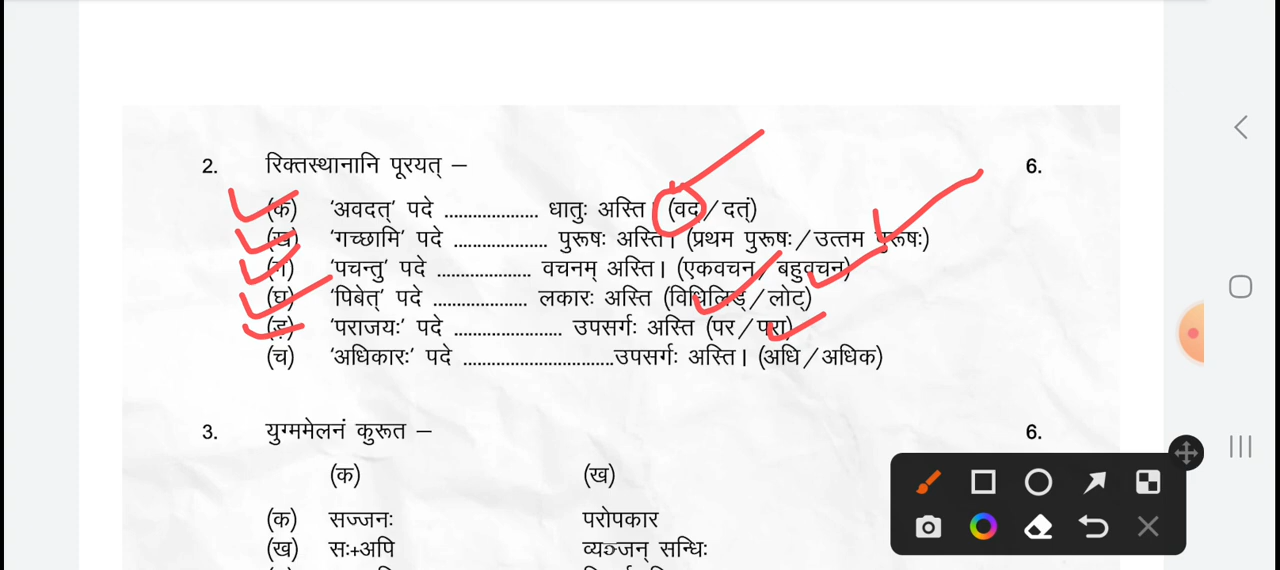 2. रिक्तस्थानानि पूरयत् – 6.
(क) 'अवदत्' पदे .................... धातुः अस्ति (वद् / दत्ं)
(ख) 'गच्छामि' पदे .................... पुरूषः अस्ति। (प्रथम पुरूषः / उत्तम पुरूषः)
(ग) 'पचन्तु' पदे .................... वचनम् अस्ति। (एकवचन / बहुवचन)
(घ) 'पिबेत्' पदे .................... लकारः अस्ति (विधिलिङ् / लोट्)
(ङ) 'पराजयः' पदे ....................... उपसर्गः अस्ति (पर / परा)
(च) 'अधिकारः' पदे ................................उपसर्गः अस्ति। (अधि / अधिक)
3. युग्ममेलनं कुरूत – 6.
(क) (ख)
(क) सज्जनः परोपकार
(ख) सः+अपि व्यञ्जन् सन्धिः